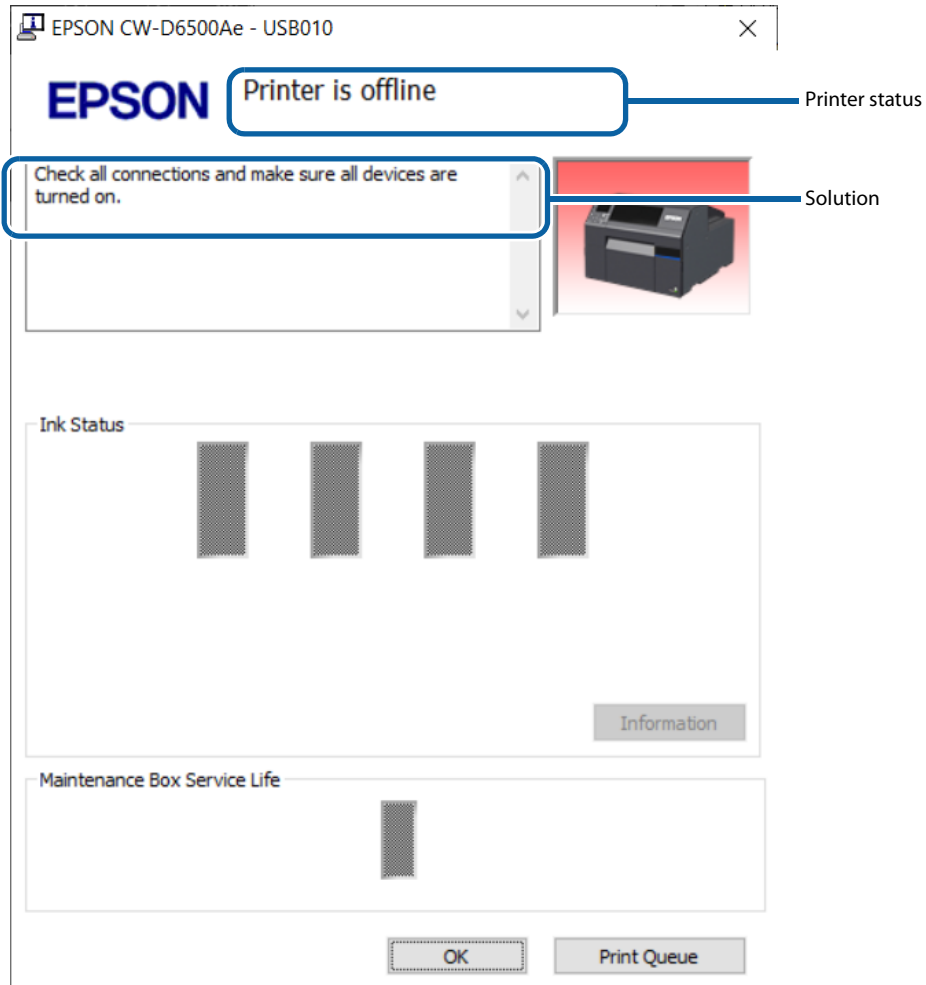 EPSON CW-D6500Ae - USB010
EPSON
Printer is offline
Printer status
Check all connections and make sure all devices are
turned on.
Solution
Ink Status
Information
Maintenance Box Service Life
OK
Print Queue